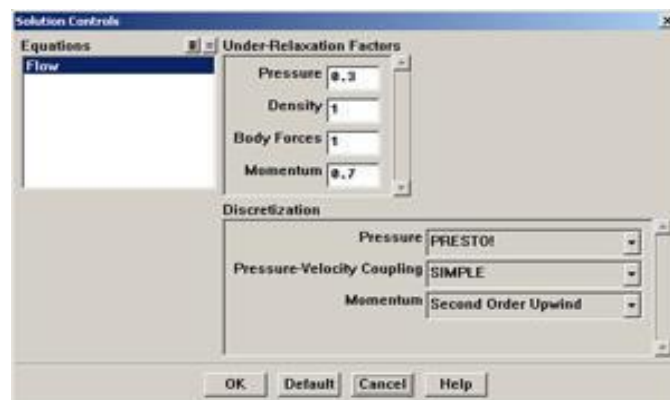 Solution Controls
Equations
Flow
Under-Relaxation Factors
Pressure 0.3
Density 1
Body Forces 1
Momentum 0.7
Discretization
Pressure PRESTO!
Pressure-Velocity Coupling SIMPLE
Momentum Second Order Upwind
OK Default Cancel Help